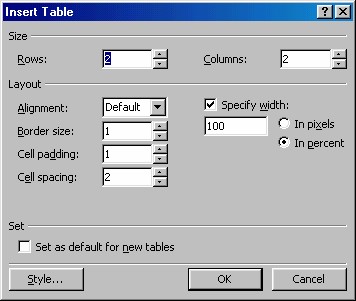 Insert Table
Size
Rows: 2 Columns: 2
Layout
Alignment: Default Specify width:
Border size: 1 100 In pixels
Cell padding: 1 In percent
Cell spacing: 2
Set
Set as default for new tables
Style... OK Cancel